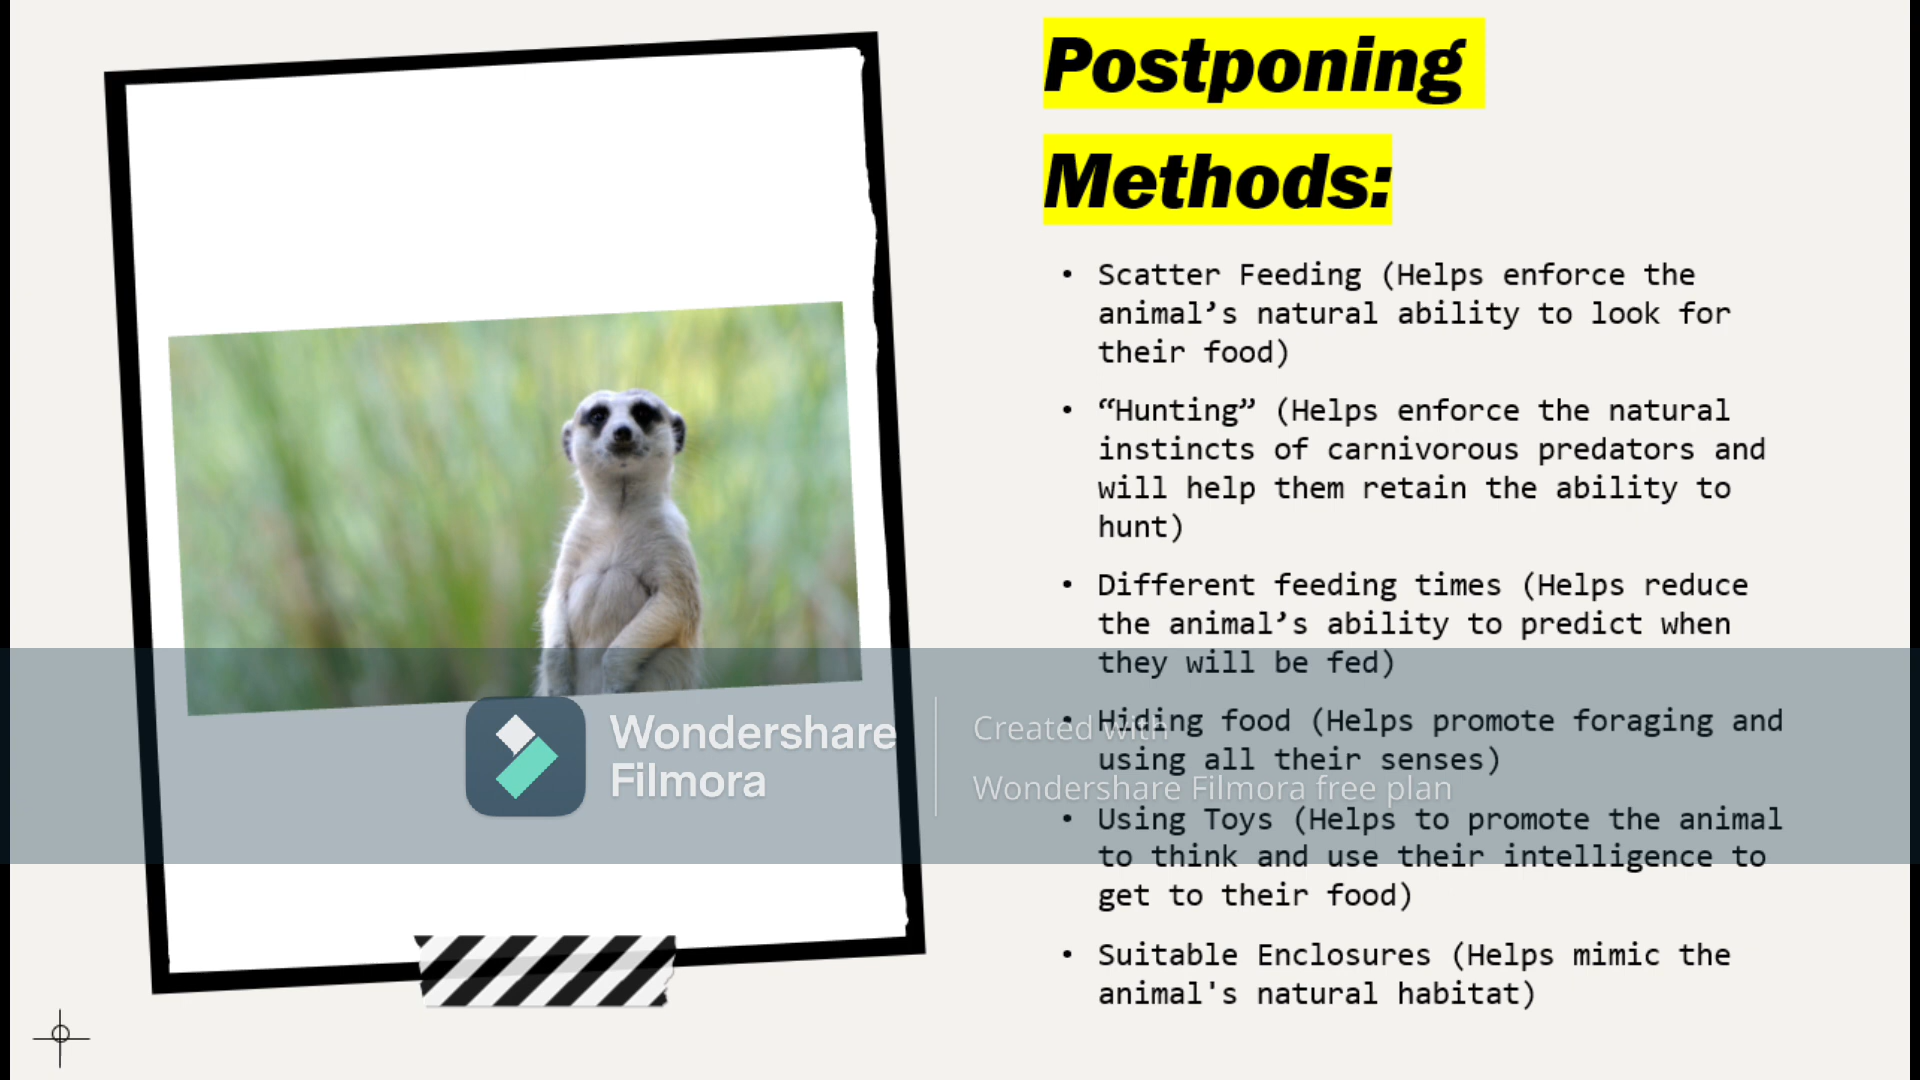 Postponing
Methods:
• Scatter Feeding (Helps enforce the
animal’s natural ability to look for
their food)
• “Hunting” (Helps enforce the natural
instincts of carnivorous predators and
will help them retain the ability to
hunt)
• Different feeding times (Helps reduce
the animal’s ability to predict when
they will be fed)
• Hiding food (Helps promote foraging and
using all their senses)
• Using Toys (Helps to promote the animal
to think and use their intelligence to
get to their food)
• Suitable Enclosures (Helps mimic the
animal's natural habitat)
Wondershare
Filmora
Created with
Wondershare Filmora free plan